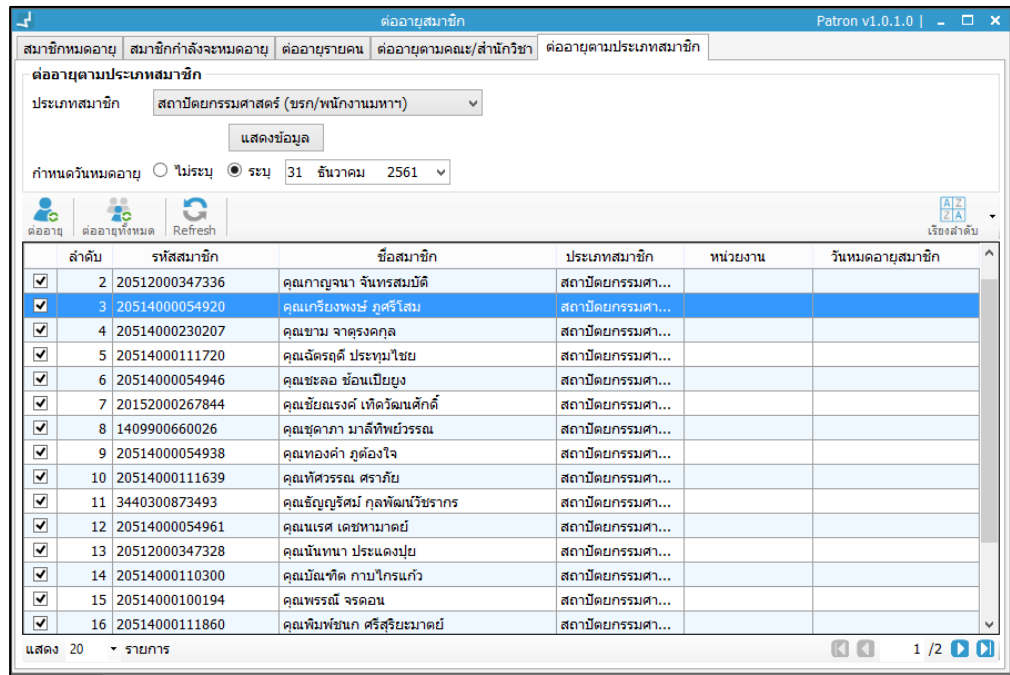 ต่ออายุสมาชิก Patron v1.0.1.0 |
สมาชิกหมดอายุ สมาชิกกำลังจะหมดอายุ ต่ออายุรายคน ต่ออายุตามคณะ/สำนักวิชา ต่ออายุตามประเภทสมาชิก
ต่ออายุตามประเภทสมาชิก
ประเภทสมาชิก สถาปัตยกรรมศาสตร์ (ขรก/พนักงานมหาฯ)
แสดงข้อมูล
กำหนดวันหมดอายุ ไม่ระบุ ระบุ 31 ธันวาคม 2561
ต่ออายุ ต่ออายุทั้งหมด Refresh เรียงลำดับ
ลำดับ รหัสสมาชิก ชื่อสมาชิก ประเภทสมาชิก หน่วยงาน วันหมดอายุสมาชิก
2 20512000347336 คุณกาญจนา จันทรสมบัติ สถาปัตยกรรมศา...
3 20514000054920 คุณเกรียงพงษ์ ภูศรีโสม สถาปัตยกรรมศา...
4 20514000230207 คุณขาม จาตุรงคกุล สถาปัตยกรรมศา...
5 20514000111720 คุณฉัตรฤดี ประทุมไชย สถาปัตยกรรมศา...
6 20514000054946 คุณชะลอ ช้อนเปียยูง สถาปัตยกรรมศา...
7 20152000267844 คุณชัยณรงค์ เทิดวัฒนศักดิ์ สถาปัตยกรรมศา...
8 1409900660026 คุณชุดาภา มาลีทิพย์วรรณ สถาปัตยกรรมศา...
9 20514000054938 คุณทองคำ ภูต้องใจ สถาปัตยกรรมศา...
10 20514000111639 คุณทัศวรรณ ศราภัย สถาปัตยกรรมศา...
11 3440300873493 คุณธัญญรัศม์ กุลพัฒน์วัชรากร สถาปัตยกรรมศา...
12 20514000054961 คุณนเรศ เดชหามาตย์ สถาปัตยกรรมศา...
13 20512000347328 คุณนันทนา ประแดงปุย สถาปัตยกรรมศา...
14 20514000110300 คุณบัณฑิต กาบไกรแก้ว สถาปัตยกรรมศา...
15 20514000100194 คุณพรรณี จรดอน สถาปัตยกรรมศา...
16 20514000111860 คุณพิมพ์ชนก ศรีสุริยะมาตย์ สถาปัตยกรรมศา...
แสดง 20 รายการ 1 /2